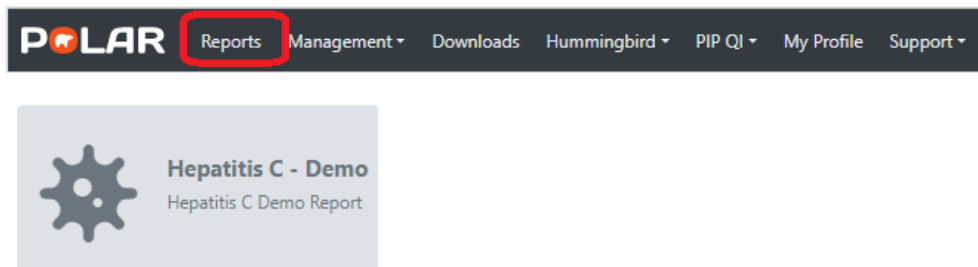 POLAR Reports Management Downloads Hummingbird PIP QI My Profile Support
Hepatitis C - Demo
Hepatitis C Demo Report